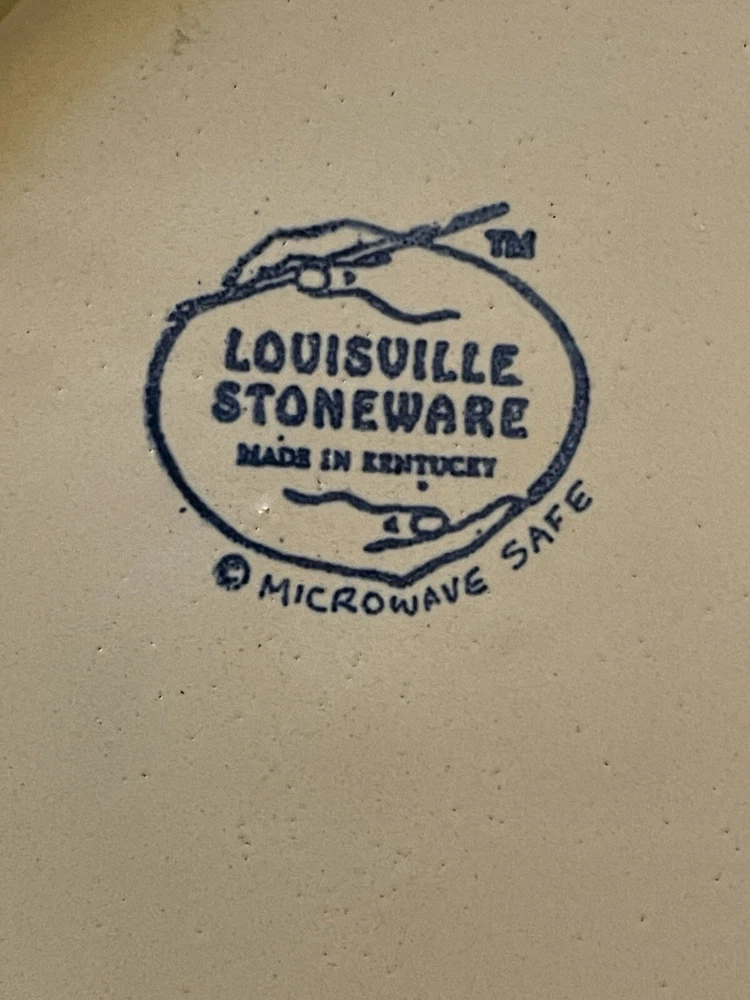 TM
LOUISVILLE
STONEWARE
MADE IN KENTUCKY
© MICROWAVE SAFE